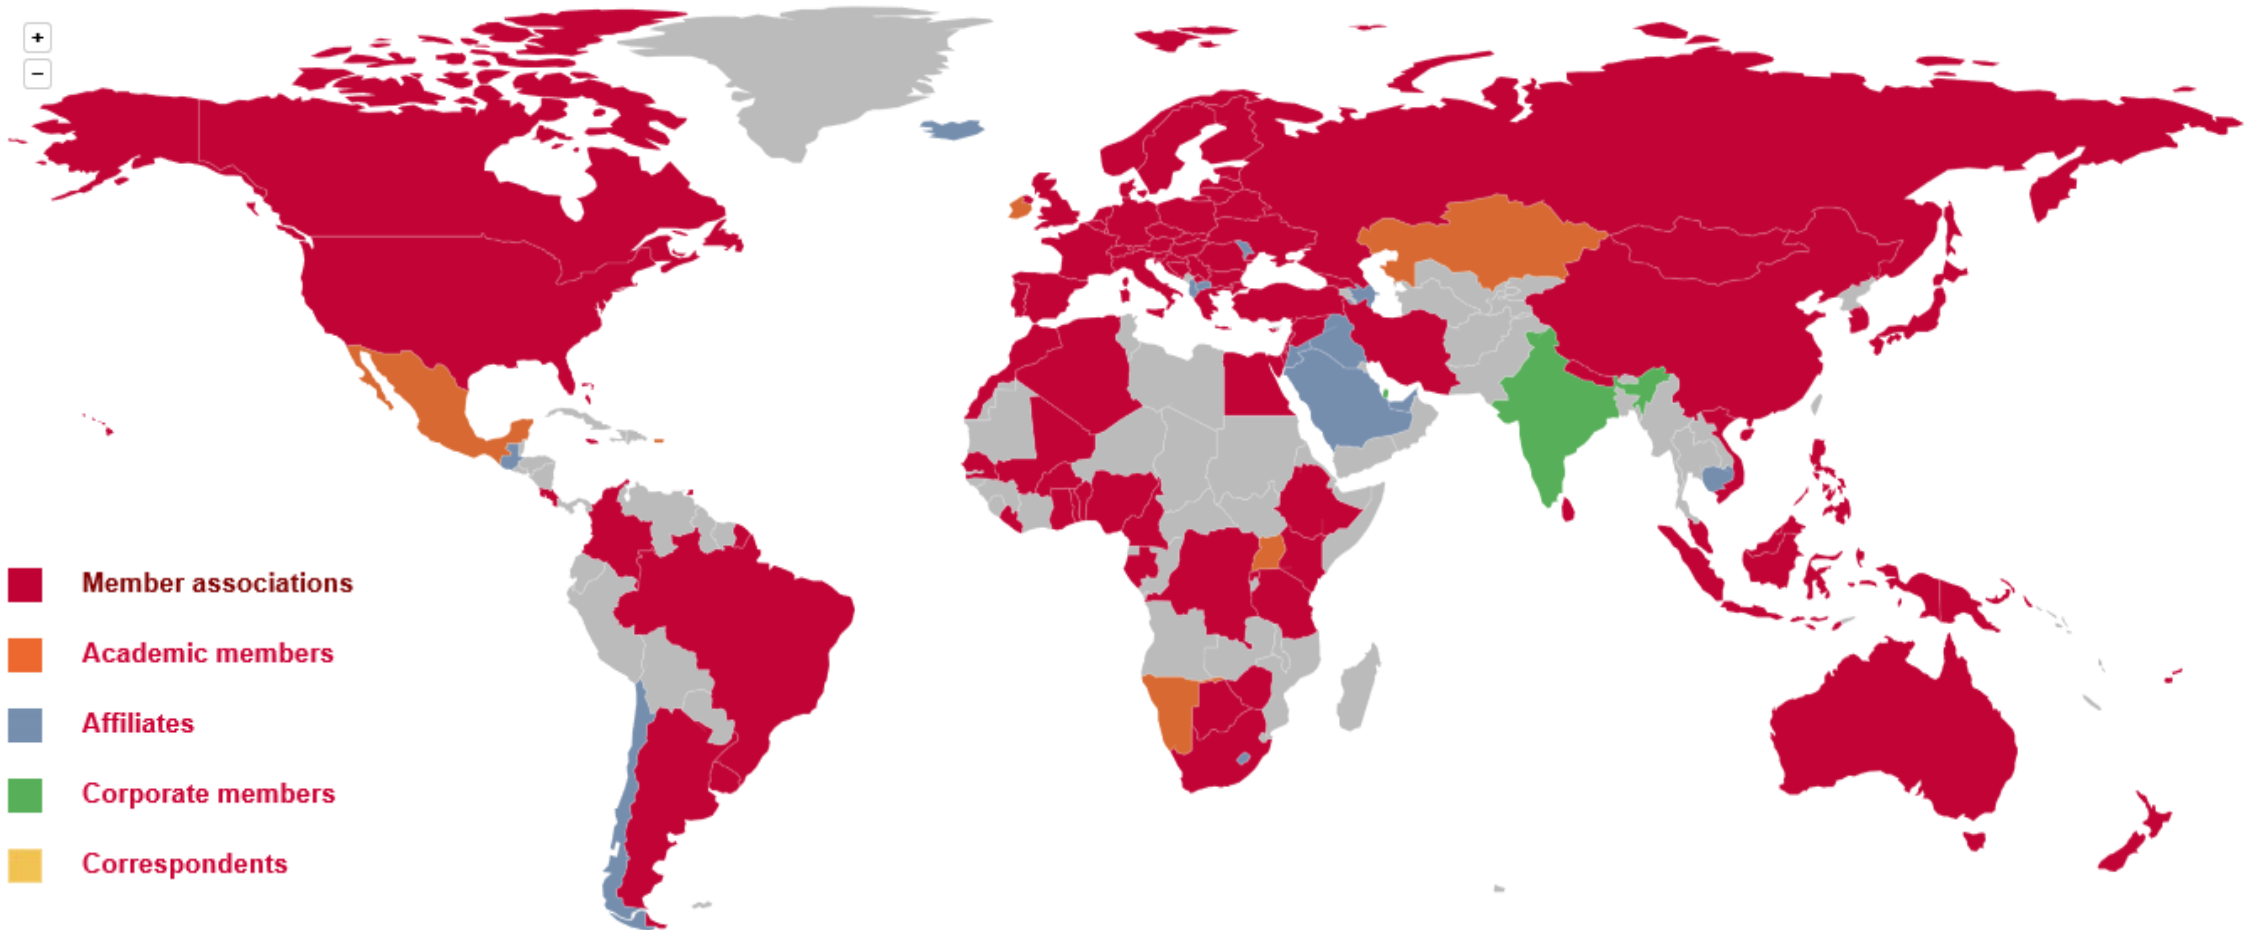 +
−
Member associations
Academic members
Affiliates
Corporate members
Correspondents